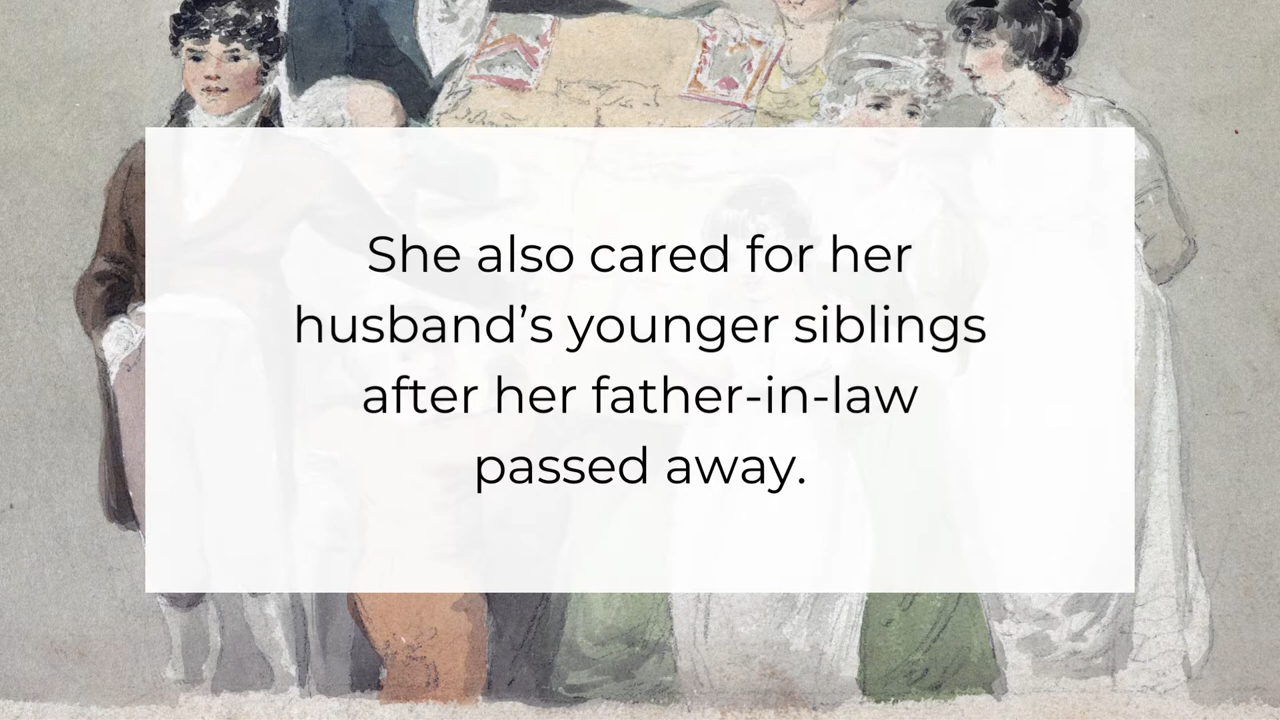 She also cared for her
husband’s younger siblings
after her father-in-law
passed away.